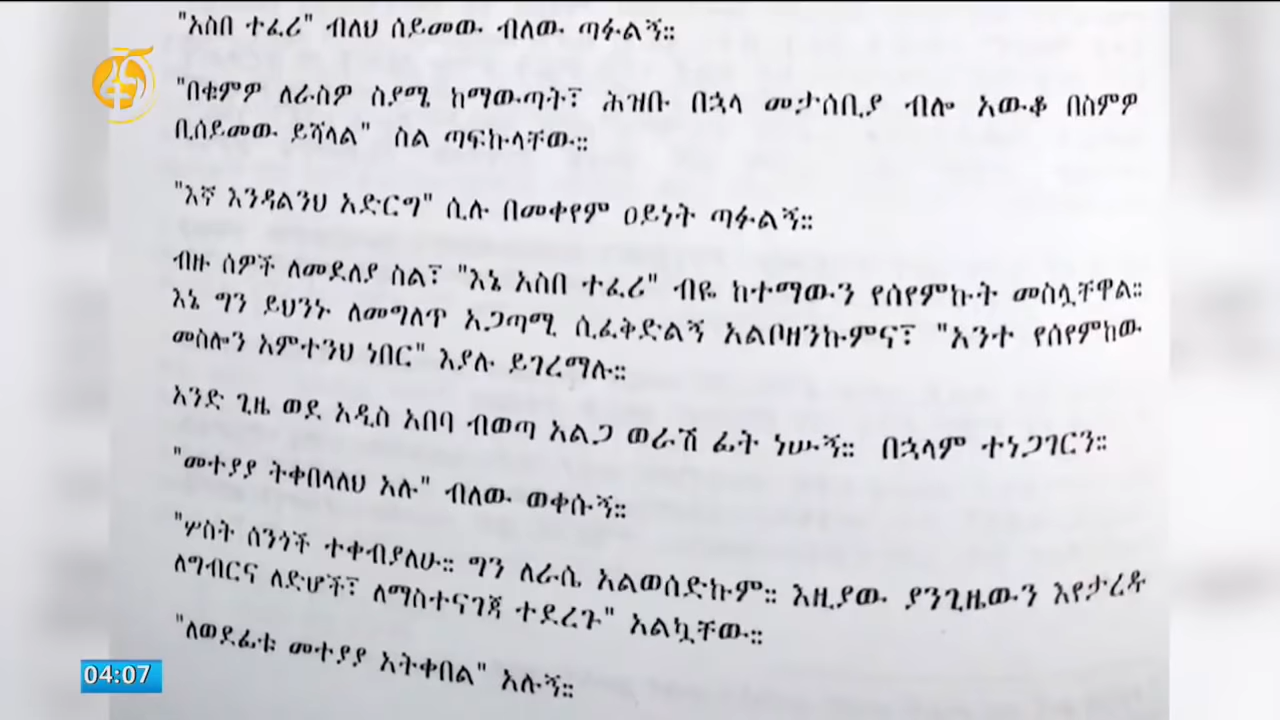 "አስበ ተፈሪ" ብለህ ሰይመው ብለው ጣፉልኝ።
"በቁምዎ ለራስዎ ስያሜ ከማውጣት፣ ሕዝቡ በኋላ መታሰቢያ ብሎ አውቆ በስምዎ
ቢሰይመው ይሻላል" ስል ጣፍኩላቸው።
"እኛ እንዳልንህ አድርግ" ሲሉ በመቀየም ዐይነት ጣፉልኝ።
ብዙ ሰዎች ለመደለያ ስል፣ "እኔ አስበ ተፈሪ" ብዬ ከተማውን የሰየምኩት መስሏቸዋል።
እኔ ግን ይህንኑ ለመግለጥ አጋጣሚ ሲፈቅድልኝ አልቦዘንኩምና፣ "አንተ የሰየምከው
መስሎን አምተንህ ነበር" እያሉ ይገረማሉ።
አንድ ጊዜ ወደ አዲስ አበባ ብወጣ አልጋ ወራሽ ፊት ነሡኝ። በኋላም ተነጋገርን።
"መተያያ ትቀበላለህ አሉ" ብለው ወቀሱኝ።
"ሦስት ሰንጎች ተቀብያለሁ። ግን ለራሴ አልወሰድኩም። እዚያው ያንጊዜውን እየታረዱ
ለግብርና ለድሆች፣ ለማስተናገጃ ተደረጉ" አልኳቸው።
"ለወደፊቱ መተያያ አትቀበል" አሉኝ።
04:07